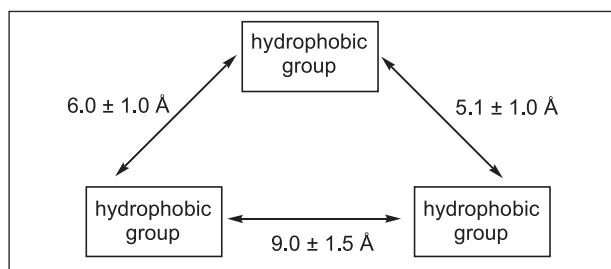 hydrophobic
group
6.0 ± 1.0 Å
5.1 ± 1.0 Å
hydrophobic
group
9.0 ± 1.5 Å
hydrophobic
group